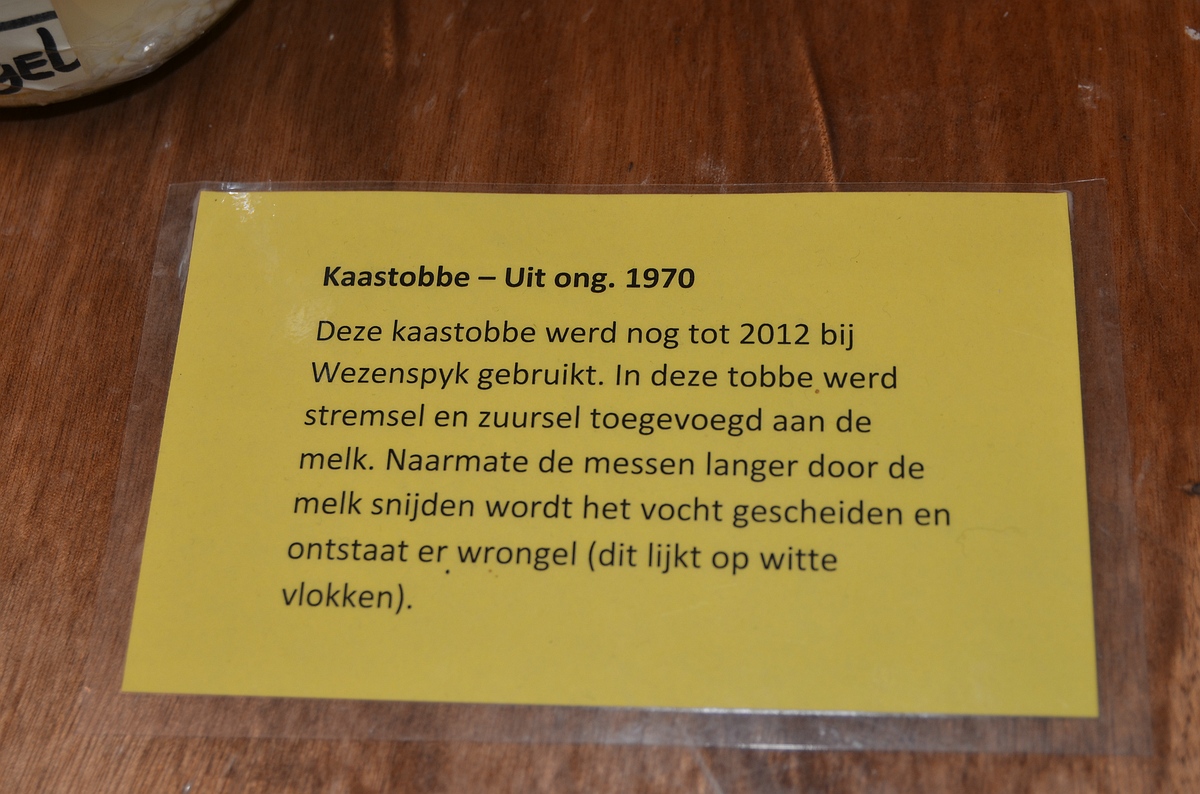 Kaastobbe – Uit ong. 1970
Deze kaastobbe werd nog tot 2012 bij
Wezenspyk gebruikt. In deze tobbe werd
stremsel en zuursel toegevoegd aan de
melk. Naarmate de messen langer door de
melk snijden wordt het vocht gescheiden en
ontstaat er wrongel (dit lijkt op witte
vlokken).